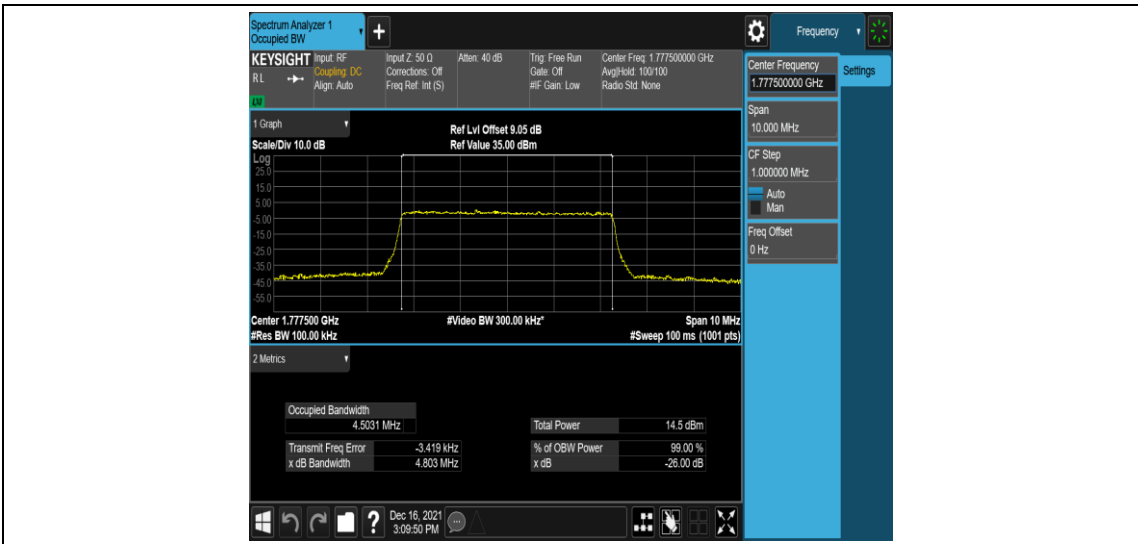 Spectrum Analyzer 1
Occupied BW
+
Frequency
KEYSIGHT
RL
LXI
Input: RF
Coupling: DC
Align: Auto
Input Z: 50 Ω
Corrections: Off
Freq Ref: Int (S)
Atten: 40 dB
Trig: Free Run
Gate: Off
#IF Gain: Low
Center Freq: 1.777500000 GHz
Avg|Hold: 100/100
Radio Std: None
Center Frequency
1.777500000 GHz
Settings
Span
10.000 MHz
CF Step
1.000000 MHz
Auto
Man
Freq Offset
0 Hz
1 Graph
Scale/Div 10.0 dB
Ref Lvl Offset 9.05 dB
Ref Value 35.00 dBm
Log
25.0
15.0
5.00
-5.00
-15.0
-25.0
-35.0
-45.0
-55.0
Center 1.777500 GHz
#Video BW 300.00 kHz*
Span 10 MHz
#Res BW 100.00 kHz
#Sweep 100 ms (1001 pts)
2 Metrics
Occupied Bandwidth
4.5031 MHz
Total Power 14.5 dBm
Transmit Freq Error -3.419 kHz
% of OBW Power 99.00 %
x dB Bandwidth 4.803 MHz
x dB -26.00 dB
?
Dec 16, 2021
3:09:50 PM